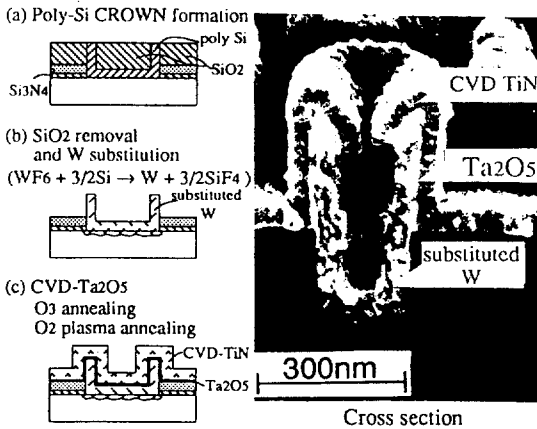 (a) Poly-Si CROWN formation
poly Si
SiO2
Si3N4
(b) SiO2 removal
and W substitution
(WF6 + 3/2Si → W + 3/2SiF4)
substituted
W
(c) CVD-Ta2O5
O3 annealing
O2 plasma annealing
CVD-TiN
Ta2O5
CVD TiN
Ta2O5
substituted
W
300nm
Cross section